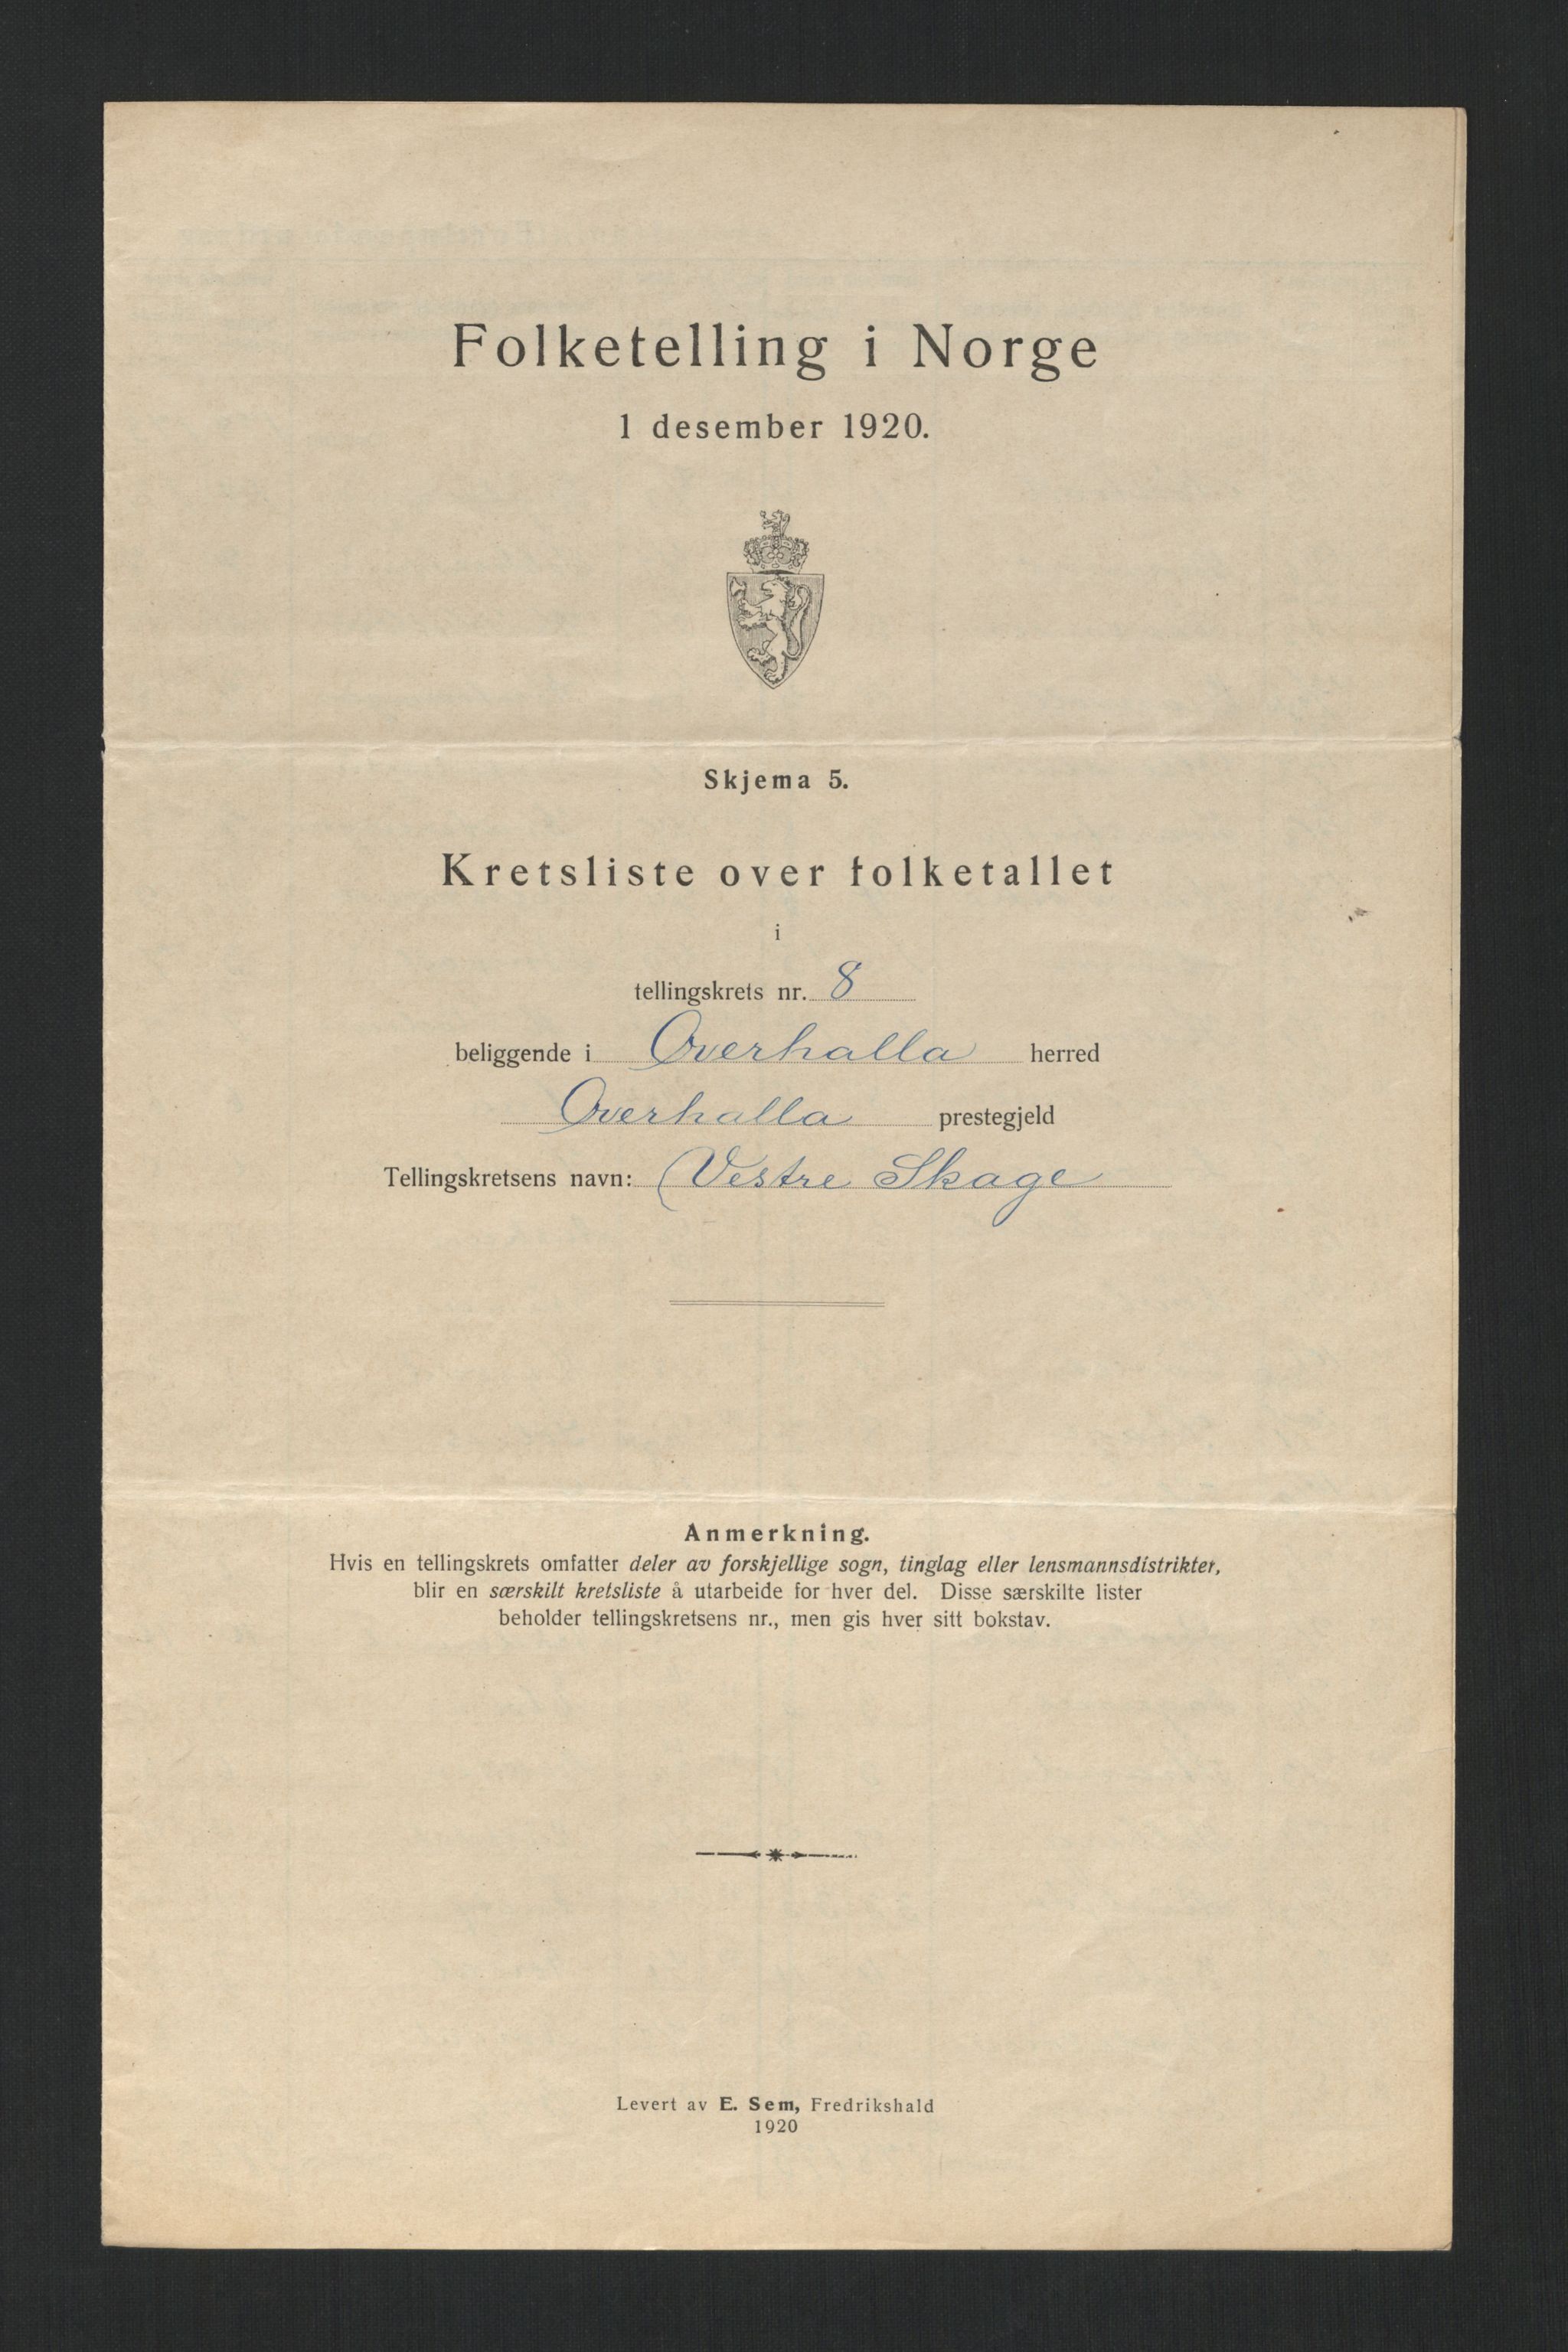 Folketelling i Norge
1 desember 1920.
Skjema 5.
Kretsliste over folketallet
i
tellingskrets nr. 8
beliggende i Overhalla herred
Overhalla prestegjeld
Tellingskretsens navn: Vestre Skage
Anmerkning.
Hvis en tellingskrets omfatter deler av forskjellige sogn, tinglag eller lensmannsdistrikter,
blir en særskilt kretsliste å utarbeide for hver del. Disse særskilte lister
beholder tellingskretsens nr., men gis hver sitt bokstav.
Levert av E. Sem, Fredrikshald
1920